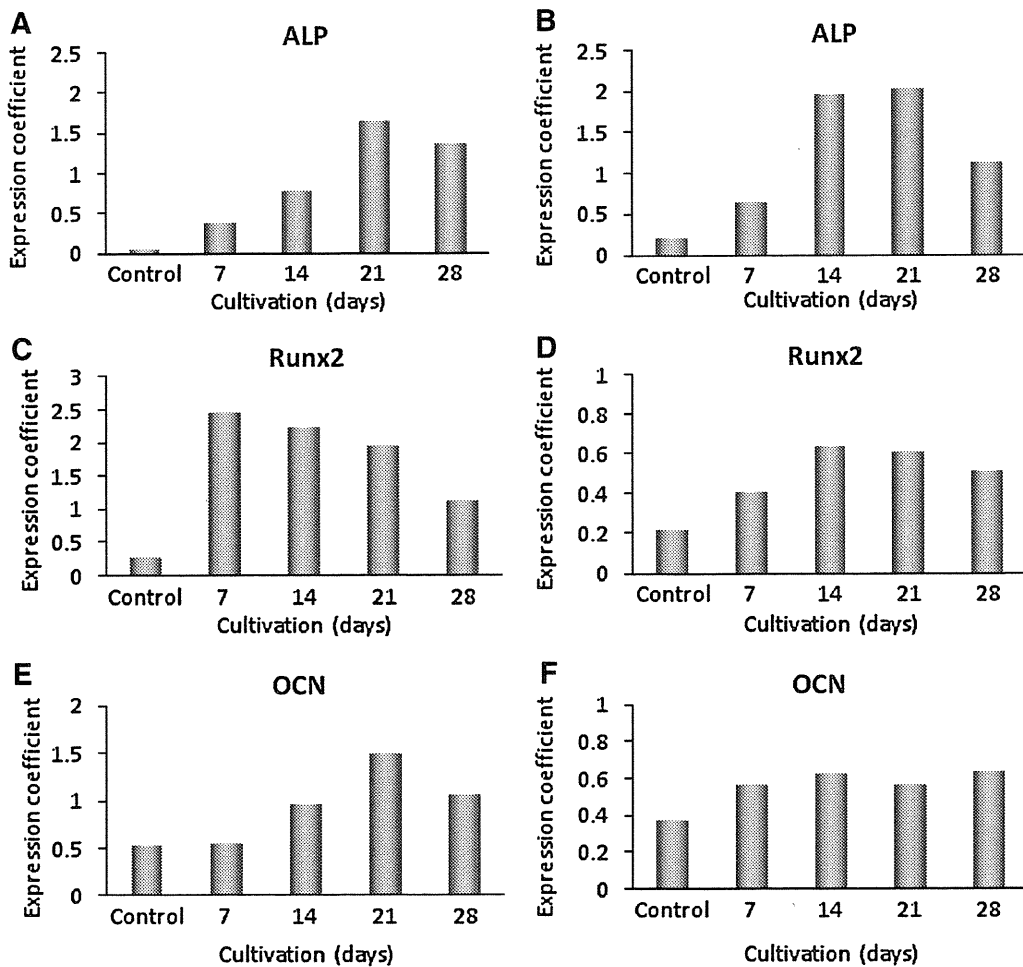 A
ALP
Expression coefficient
2.5
2
1.5
1
0.5
0
Control 7 14 21 28
Cultivation (days)
B
ALP
Expression coefficient
2.5
2
1.5
1
0.5
0
Control 7 14 21 28
Cultivation (days)
C
Runx2
Expression coefficient
3
2.5
2
1.5
1
0.5
0
Control 7 14 21 28
Cultivation (days)
D
Runx2
Expression coefficient
1
0.8
0.6
0.4
0.2
0
Control 7 14 21 28
Cultivation (days)
E
OCN
Expression coefficient
2
1.5
1
0.5
0
Control 7 14 21 28
Cultivation (days)
F
OCN
Expression coefficient
1
0.8
0.6
0.4
0.2
0
Control 7 14 21 28
Cultivation (days)